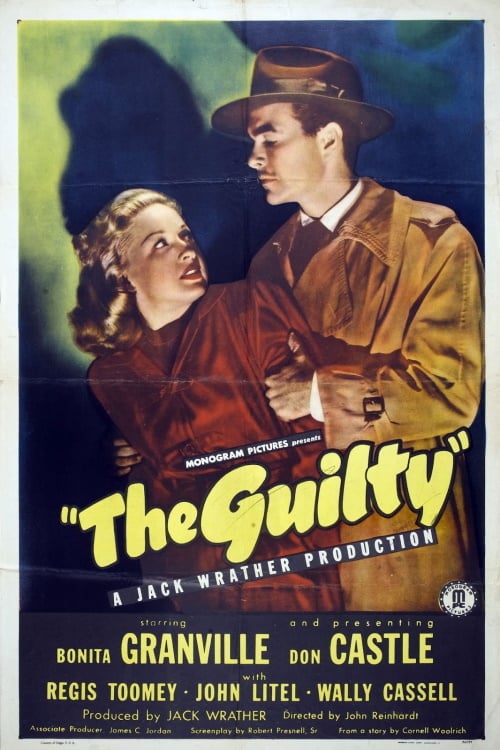 MONOGRAM PICTURES presents
"The Guilty"
A JACK WRATHER PRODUCTION
starring
and presenting
BONITA GRANVILLE DON CASTLE
with
REGIS TOOMEY · JOHN LITEL · WALLY CASSELL
Produced by JACK WRATHER Directed by John Reinhardt
Associate Producer, James C. Jordan Screenplay by Robert Presnell, Sr From a story by Cornell Woolrich